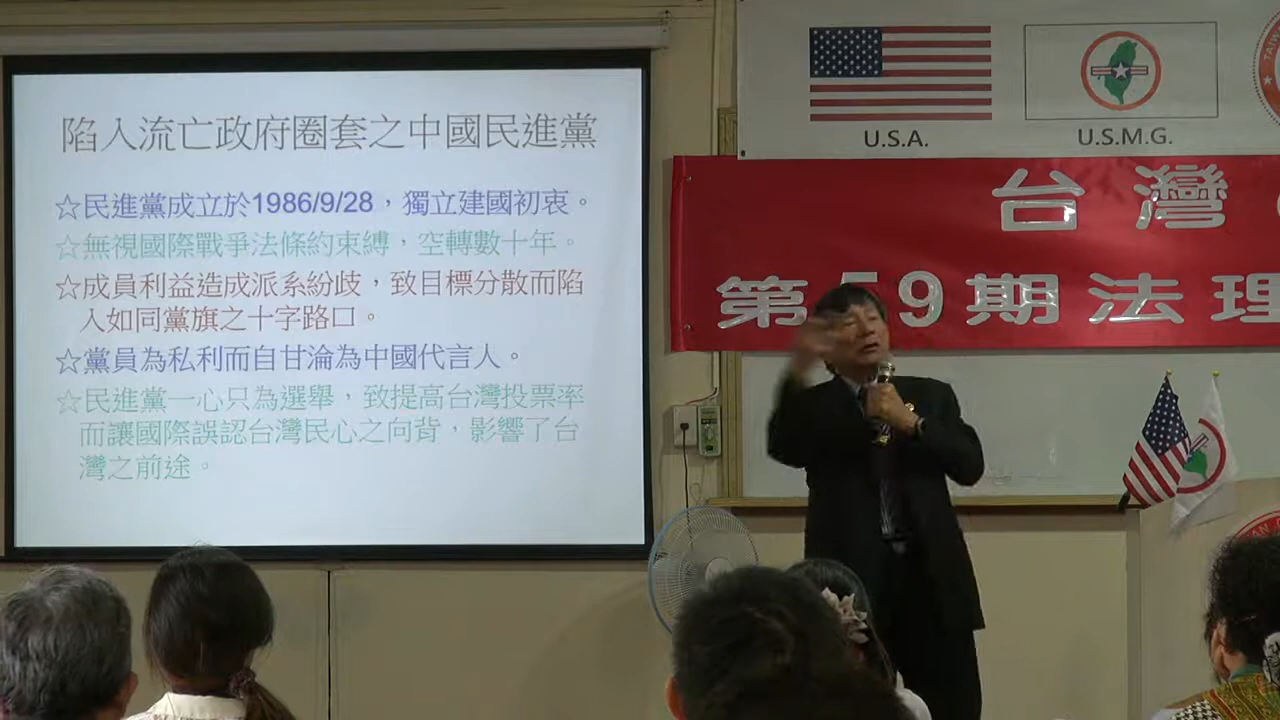 陷入流亡政府圈套之中國民進黨
☆民進黨成立於1986/9/28，獨立建國初衷。
☆無視國際戰爭法條約束縛，空轉數十年。
☆成員利益造成派系紛歧，致目標分散而陷
入如同黨旗之十字路口。
☆黨員為私利而自甘淪為中國代言人。
☆民進黨一心只為選舉，致提高台灣投票率
而讓國際誤認台灣民心之向背，影響了台
灣之前途。
U.S.A.
U.S.M.G.
台灣
第59期法理